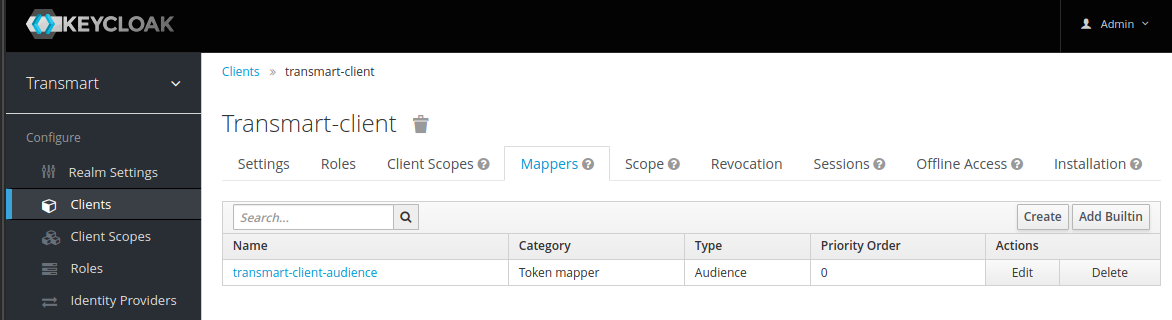 KEYCLOAK
Admin
Transmart
Clients » transmart-client
Transmart-client
Configure
Settings Roles Client Scopes ? Mappers ? Scope ? Revocation Sessions ? Offline Access ? Installation ?
Realm Settings
Clients
Client Scopes
Roles
Identity Providers
Search...
Create Add Builtin
Name Category Type Priority Order Actions
transmart-client-audience Token mapper Audience 0 Edit Delete